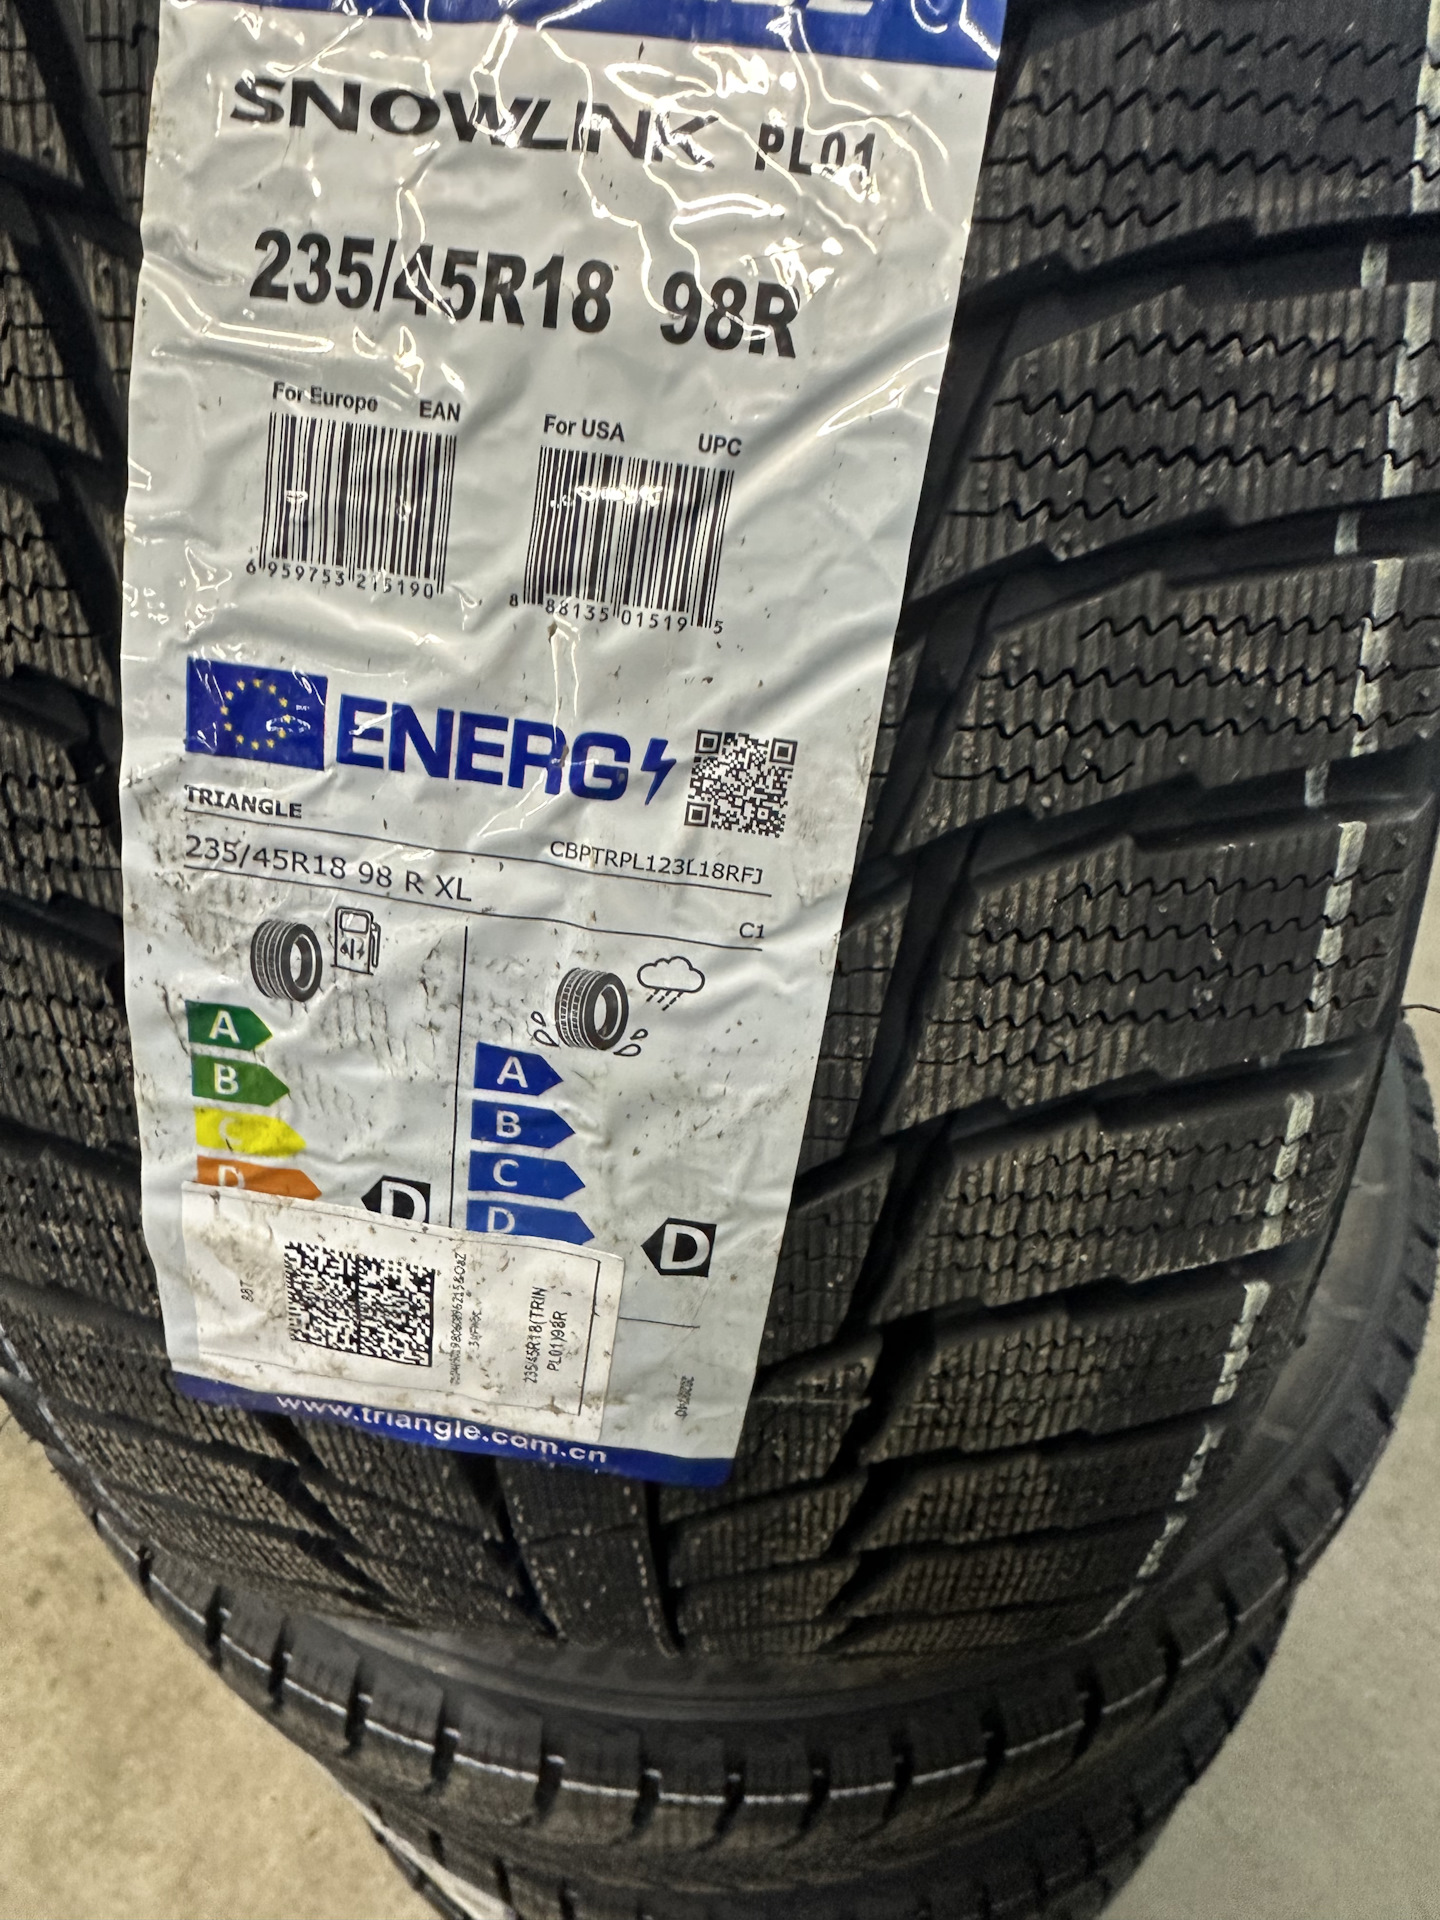 SNOWLINK PL01
235/45R18 98R
For Europe EAN
For USA UPC
6 959753 215190
8 88135 01519 5
ENERG
TRIANGLE
CBPTRPL123L18RFJ
235/45R18 98 R XL
C1
A
B
C
D
D
A
B
C
D
D
88T
235/45R18(TRIN
PL01)98R
www.triangle.com.cn